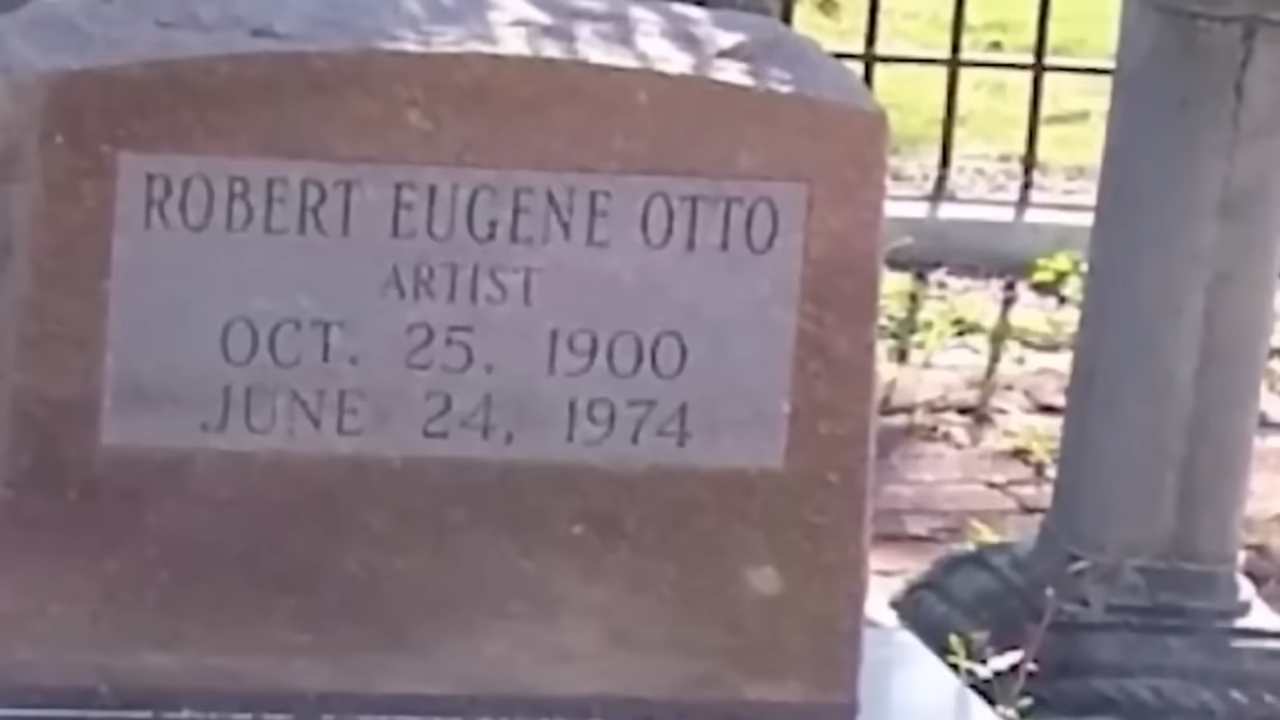 ROBERT EUGENE OTTO
ARTIST
OCT. 25. 1900
JUNE 24, 1974